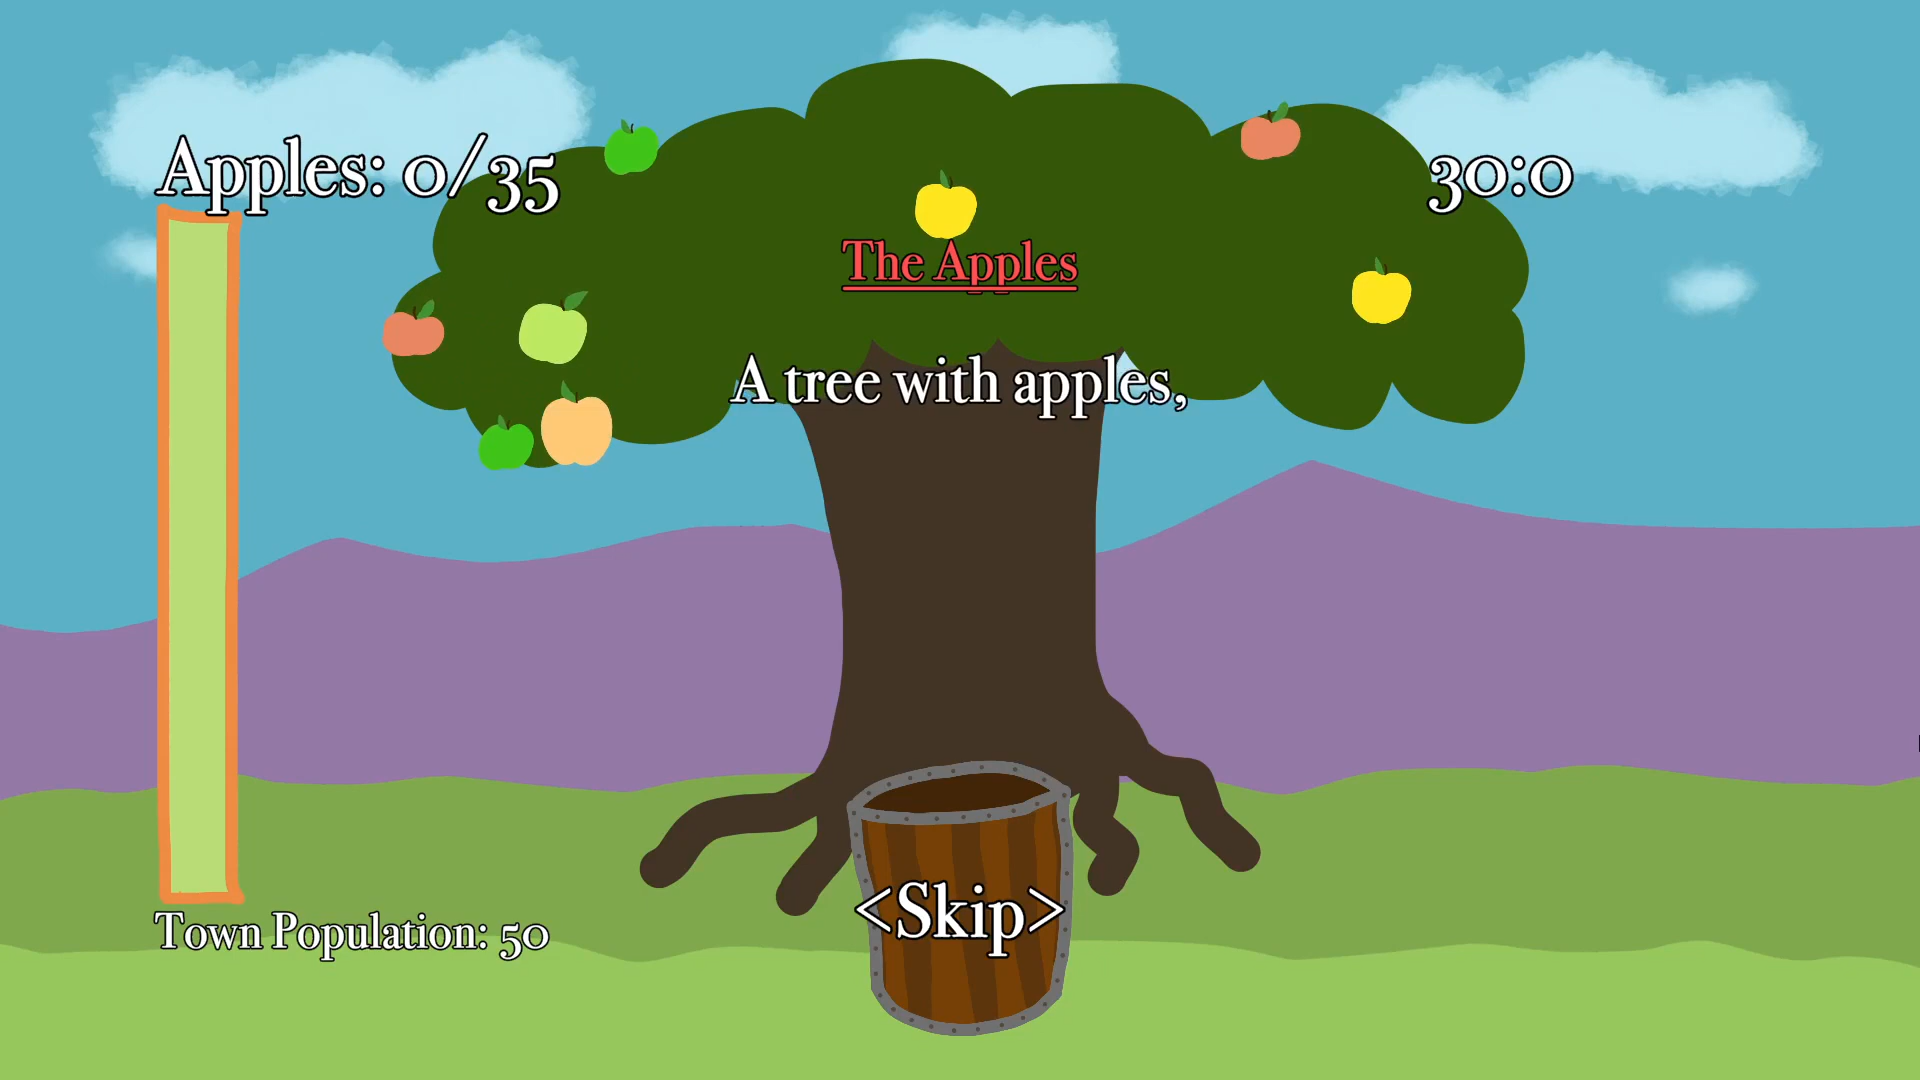 Apples: 0/35
30:0
The Apples
A tree with apples,
<Skip>
Town Population: 50